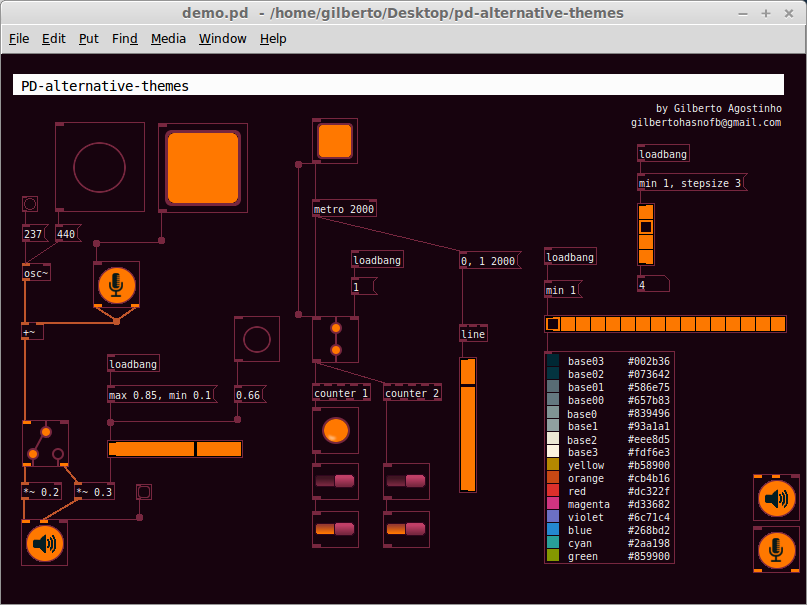 demo.pd - /home/gilberto/Desktop/pd-alternative-themes
File Edit Put Find Media Window Help
PD-alternative-themes
by Gilberto Agostinho
gilbertohasnofb@gmail.com
loadbang
min 1, stepsize 3
4
237
440
osc~
+~
loadbang
max 0.85, min 0.1
0.66
*~ 0.2
*~ 0.3
metro 2000
loadbang
1
counter 1
counter 2
0, 1 2000
line
loadbang
min 1
base03 #002b36
base02 #073642
base01 #586e75
base00 #657b83
base0 #839496
base1 #93a1a1
base2 #eee8d5
base3 #fdf6e3
yellow #b58900
orange #cb4b16
red #dc322f
magenta #d33682
violet #6c71c4
blue #268bd2
cyan #2aa198
green #859900